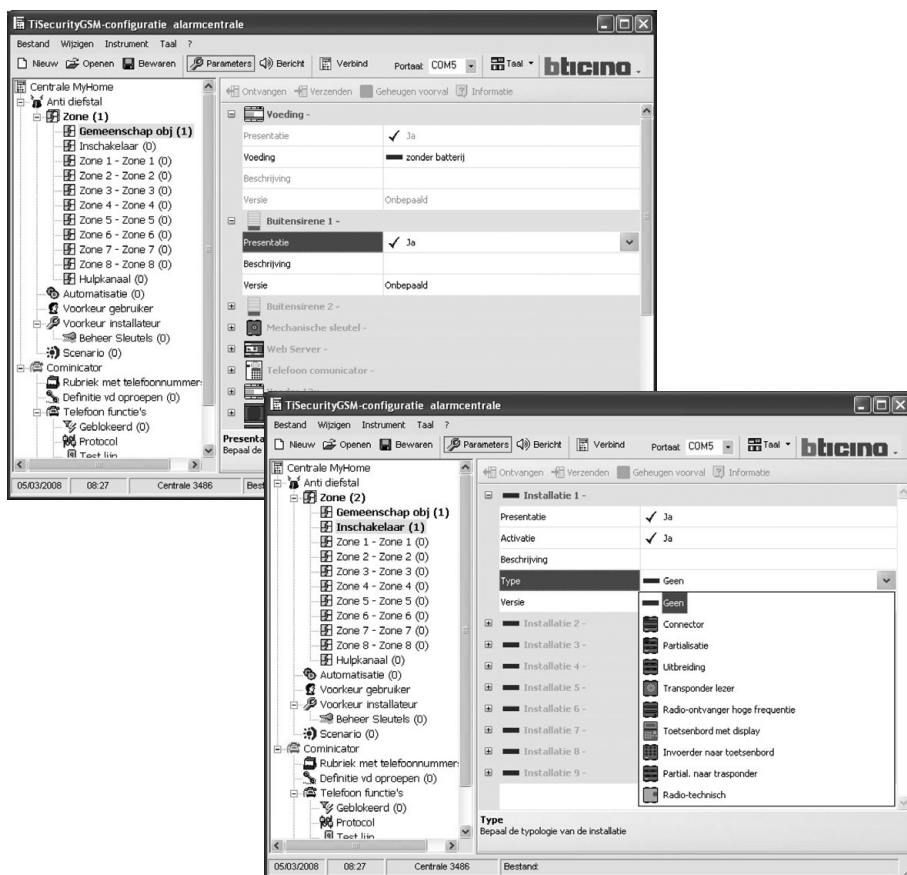 TiSecurityGSM-configuratie alarmcentrale
Bestand Wijzigen Instrument Taal ?
Nieuw Openen Bewaren Parameters Bericht Verbind Portaal: COM5 Taal bticino
Centrale MyHome
Anti diefstal
Zone (1)
Gemeenschap obj (1)
Inschakelaar (0)
Zone 1 - Zone 1 (0)
Zone 2 - Zone 2 (0)
Zone 3 - Zone 3 (0)
Zone 4 - Zone 4 (0)
Zone 5 - Zone 5 (0)
Zone 6 - Zone 6 (0)
Zone 7 - Zone 7 (0)
Zone 8 - Zone 8 (0)
Hulpkanaal (0)
Automatisatie (0)
Voorkeur gebruiker
Voorkeur installateur
Beheer Sleutels (0)
Scenario (0)
Cominicator
Rubriek met telefoonnummer
Definitie vd oproepen (0)
Telefoon functie's
Geblokeerd (0)
Protocol
Test lijn
Ontvangen Verzenden Geheugen voorval Informatie
Voeding -
Presentatie Ja
Voeding zonder batterij
Beschrijving
Versie Onbepaald
Buitensirene 1 -
Presentatie Ja
Beschrijving
Versie Onbepaald
Buitensirene 2 -
Mechanische sleutel -
Web Server -
Telefoon comunicator -
Presenta
Bepaal de
05/03/2008 08:27 Centrale 3486 Best
TiSecurityGSM-configuratie alarmcentrale
Bestand Wijzigen Instrument Taal ?
Nieuw Openen Bewaren Parameters Bericht Verbind Portaal: COM5 Taal bticino
Centrale MyHome
Anti diefstal
Zone (2)
Gemeenschap obj (1)
Inschakelaar (1)
Zone 1 - Zone 1 (0)
Zone 2 - Zone 2 (0)
Zone 3 - Zone 3 (0)
Zone 4 - Zone 4 (0)
Zone 5 - Zone 5 (0)
Zone 6 - Zone 6 (0)
Zone 7 - Zone 7 (0)
Zone 8 - Zone 8 (0)
Hulpkanaal (0)
Automatisatie (0)
Voorkeur gebruiker
Voorkeur installateur
Beheer Sleutels (0)
Scenario (0)
Cominicator
Rubriek met telefoonnummer
Definitie vd oproepen (0)
Telefoon functie's
Geblokeerd (0)
Protocol
Test lijn
Ontvangen Verzenden Geheugen voorval Informatie
Installatie 1 -
Presentatie Ja
Activatie Ja
Beschrijving
Type Geen
Versie
Geen
Connector
Partialisatie
Uitbreiding
Transponder lezer
Radio-ontvanger hoge frequentie
Toetsenbord met display
Invoerder naar toetsenbord
Partial. naar trasponder
Radio-technisch
Installatie 2 -
Installatie 3 -
Installatie 4 -
Installatie 5 -
Installatie 6 -
Installatie 7 -
Installatie 8 -
Installatie 9 -
Type
Bepaal de typologie van de installatie
05/03/2008 08:27 Centrale 3486 Bestand: